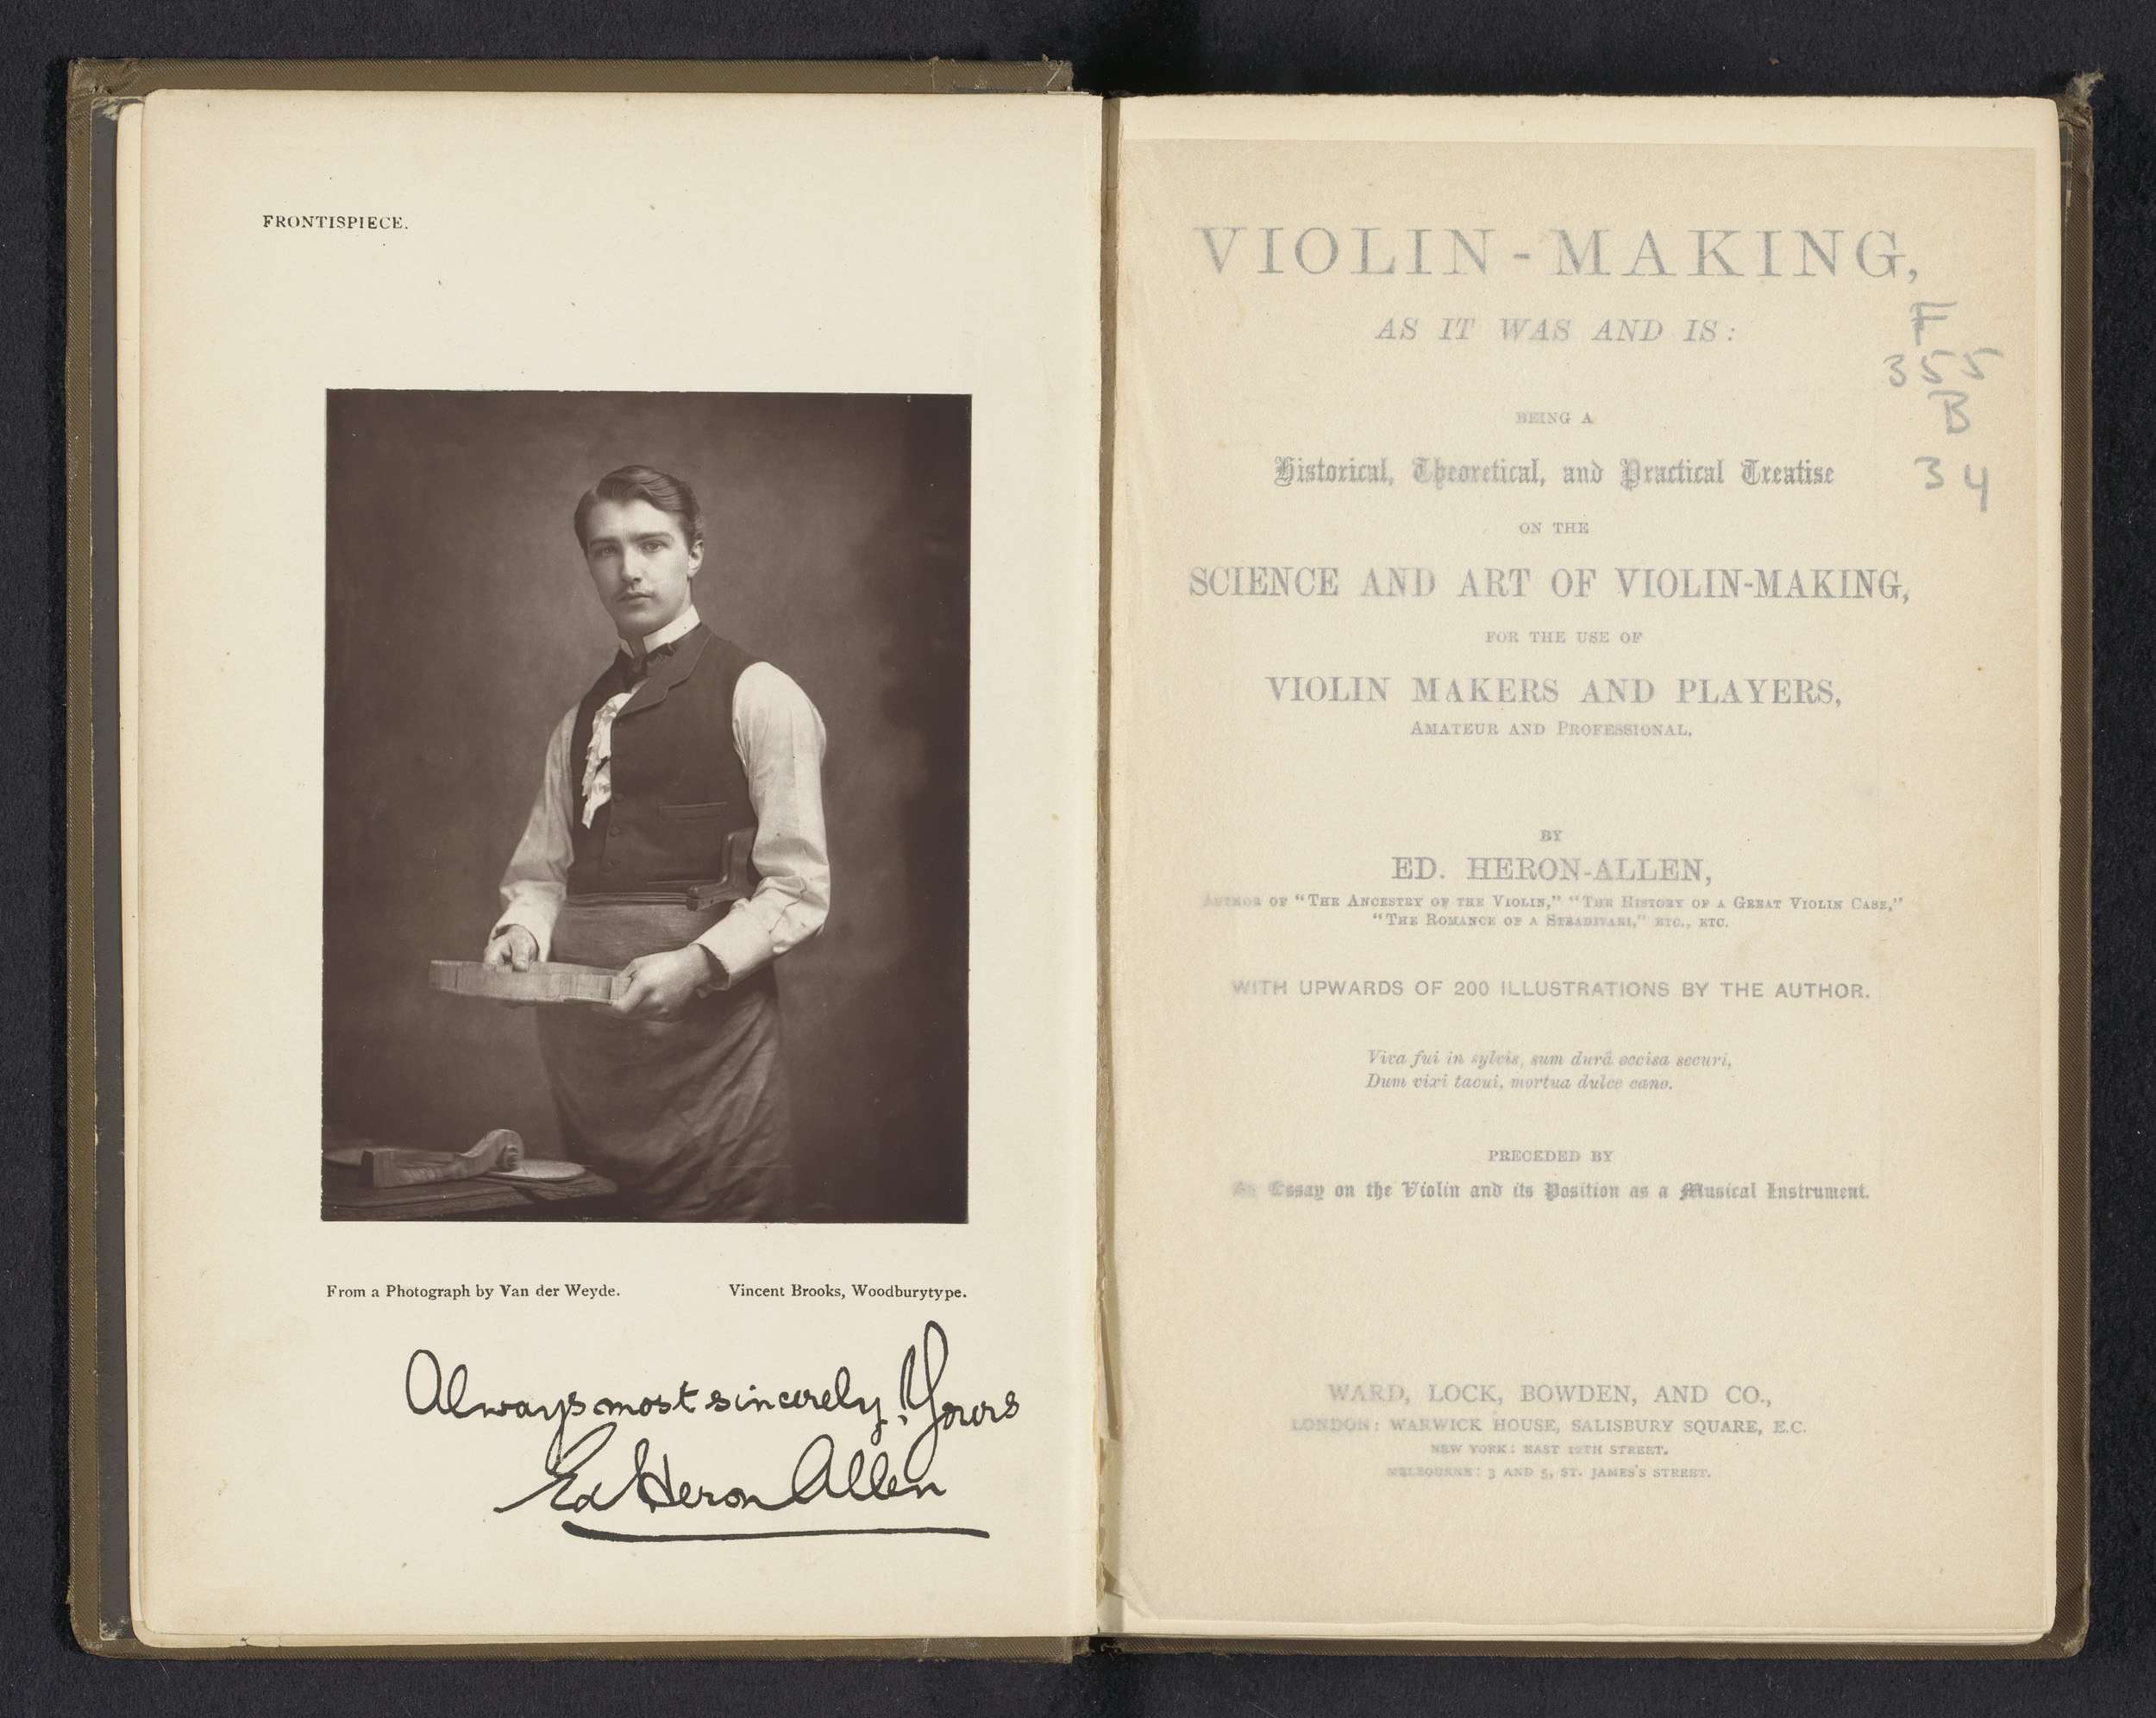 FRONTISPIECE.
From a Photograph by Van der Weyde.
Vincent Brooks, Woodburytype.
Always most sincerely Yours
Ed Heron Allen
VIOLIN-MAKING,
AS IT WAS AND IS:
F
355
B
34
BEING A
Historical, Theoretical, and Practical Treatise
ON THE
SCIENCE AND ART OF VIOLIN-MAKING,
FOR THE USE OF
VIOLIN MAKERS AND PLAYERS,
AMATEUR AND PROFESSIONAL.
BY
ED. HERON-ALLEN,
AUTHOR OF "THE ANCESTRY OF THE VIOLIN," "THE HISTORY OF A GREAT VIOLIN CASE,"
"THE ROMANCE OF A STRADIVARI," ETC., ETC.
WITH UPWARDS OF 200 ILLUSTRATIONS BY THE AUTHOR.
Viva fui in sylvis, sum durâ occisa securi,
Dum vixi tacui, mortua dulce cano.
PRECEDED BY
An Essay on the Violin and its Position as a Musical Instrument.
WARD, LOCK, BOWDEN, AND CO.,
LONDON: WARWICK HOUSE, SALISBURY SQUARE, E.C.
NEW YORK: EAST 12TH STREET.
MELBOURNE: 3 AND 5, ST. JAMES'S STREET.